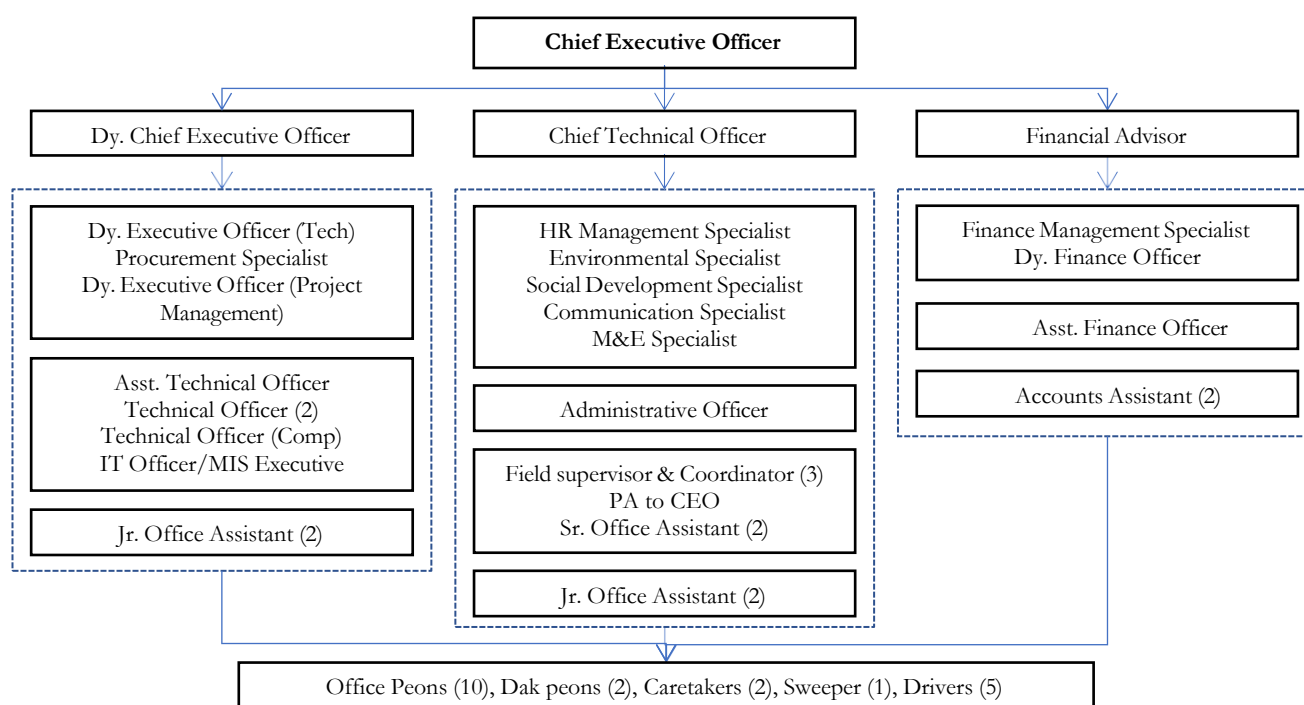 Chief Executive Officer
Dy. Chief Executive Officer
Chief Technical Officer
Financial Advisor
Dy. Executive Officer (Tech)
Procurement Specialist
Dy. Executive Officer (Project
Management)
Asst. Technical Officer
Technical Officer (2)
Technical Officer (Comp)
IT Officer/MIS Executive
Jr. Office Assistant (2)
HR Management Specialist
Environmental Specialist
Social Development Specialist
Communication Specialist
M&E Specialist
Administrative Officer
Field supervisor & Coordinator (3)
PA to CEO
Sr. Office Assistant (2)
Jr. Office Assistant (2)
Finance Management Specialist
Dy. Finance Officer
Asst. Finance Officer
Accounts Assistant (2)
Office Peons (10), Dak peons (2), Caretakers (2), Sweeper (1), Drivers (5)